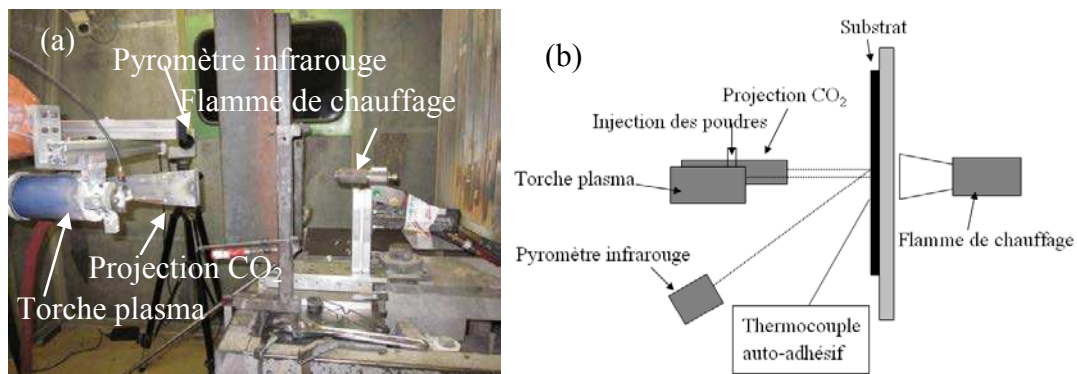 (a)
Pyromètre infrarouge
Flamme de chauffage
Projection CO2
Torche plasma
(b)
Substrat
Projection CO2
Injection des poudres
Torche plasma
Flamme de chauffage
Pyromètre infrarouge
Thermocouple
auto-adhésif